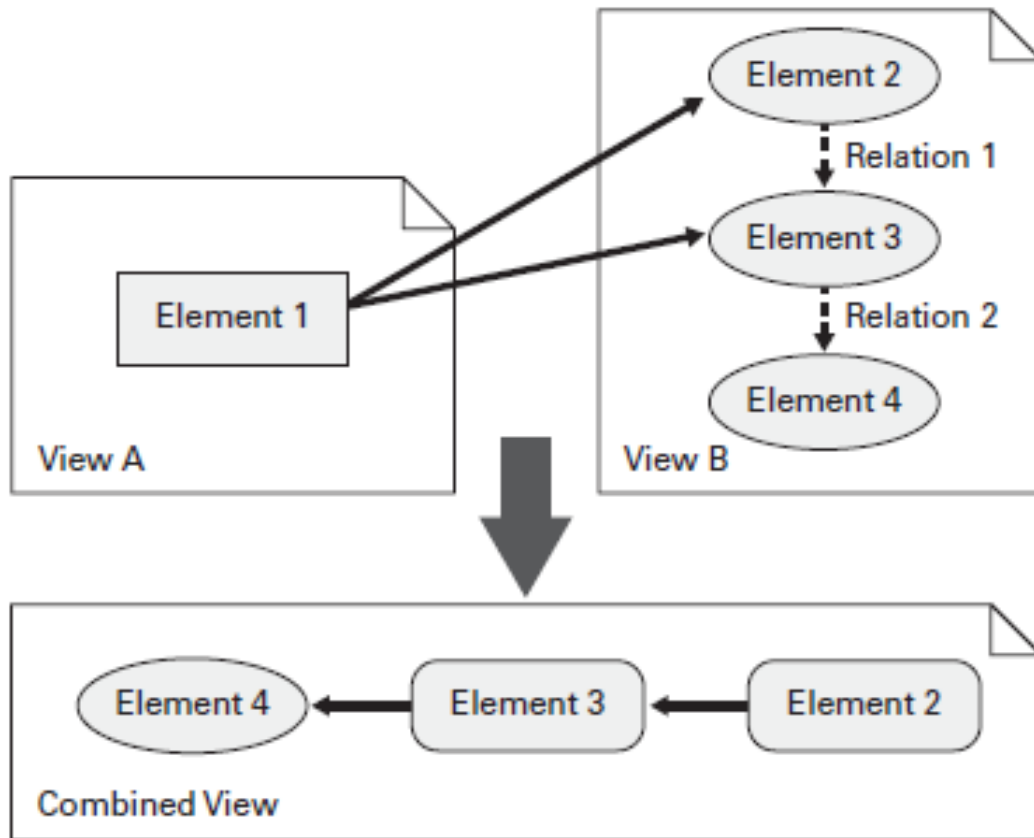 Element 2
Relation 1
Element 3
Relation 2
Element 4
View B
Element 1
View A
Element 4
Element 3
Element 2
Combined View